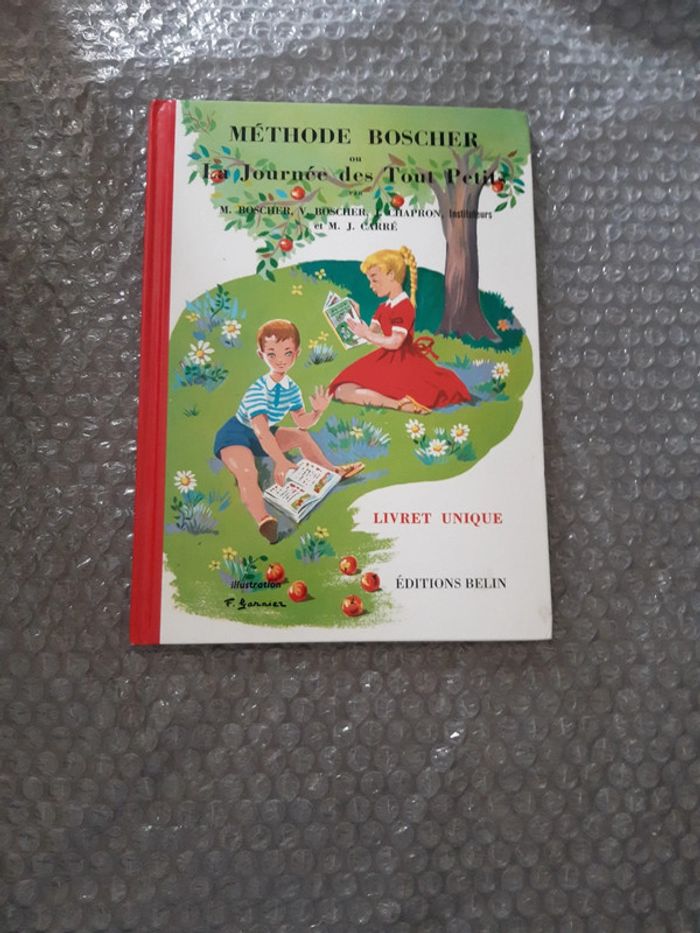 MÉTHODE BOSCHER
ou
La Journée des Tout Petits
PAR
M. BOSCHER, V. BOSCHER, J. CHAPRON, Instituteurs
et M. J. CARRÉ
LIVRET UNIQUE
illustration
F. Garnier
ÉDITIONS BELIN